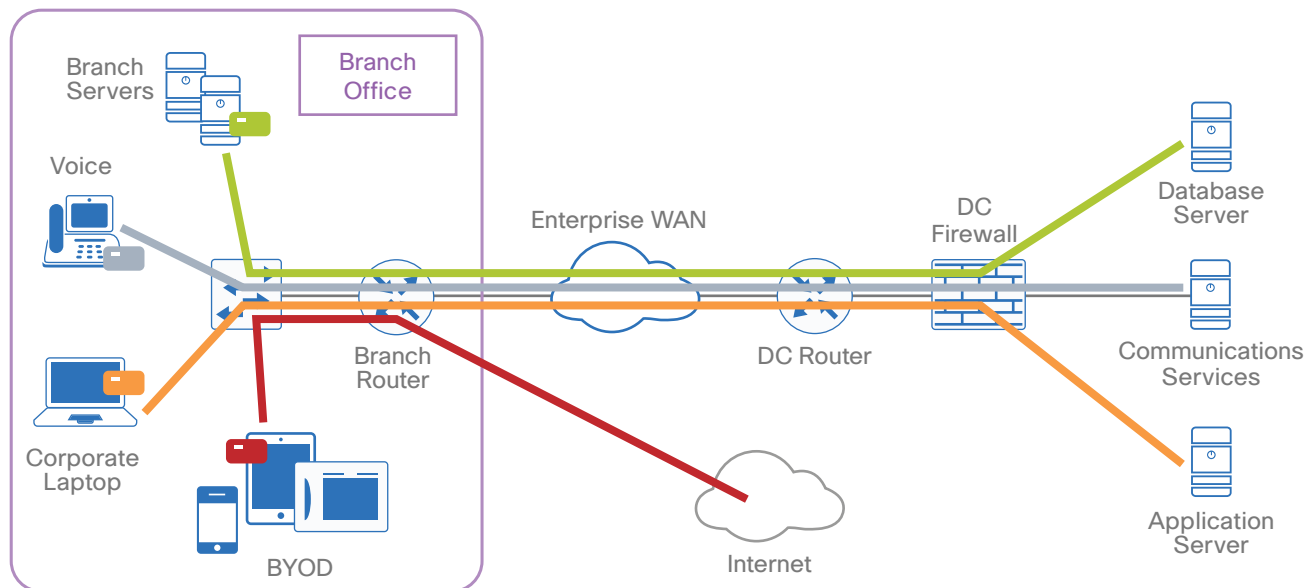 Branch
Servers
Branch
Office
Voice
Enterprise WAN
DC
Firewall
Database
Server
Branch
Router
DC Router
Communications
Services
Corporate
Laptop
BYOD
Internet
Application
Server